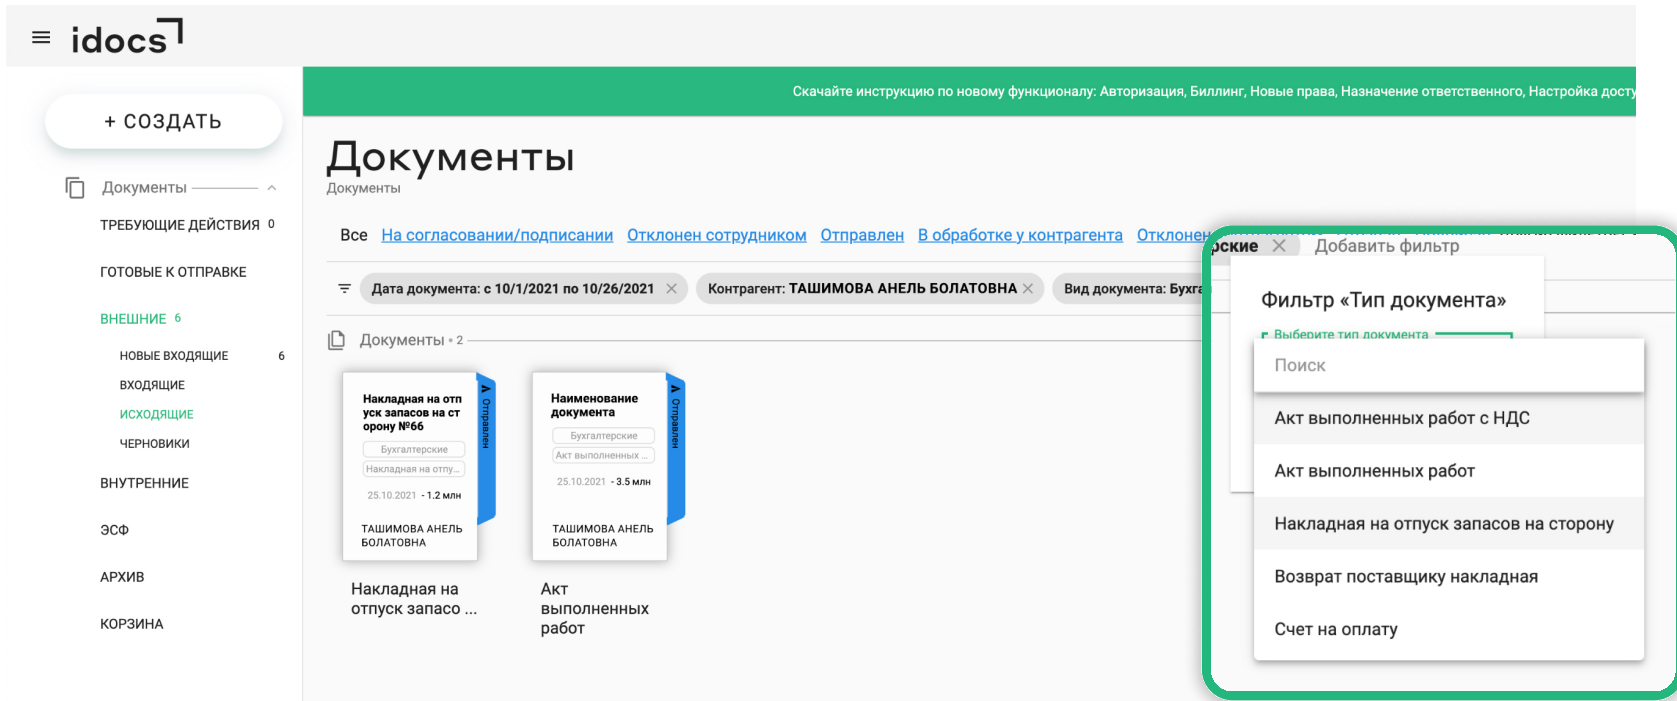 idocs
Скачайте инструкцию по новому функционалу: Авторизация, Биллинг, Новые права, Назначение ответственного, Настройка досту
+ СОЗДАТЬ
Документы
ТРЕБУЮЩИЕ ДЕЙСТВИЯ 0
ГОТОВЫЕ К ОТПРАВКЕ
ВНЕШНИЕ 6
НОВЫЕ ВХОДЯЩИЕ 6
ВХОДЯЩИЕ
ИСХОДЯЩИЕ
ЧЕРНОВИКИ
ВНУТРЕННИЕ
ЭСФ
АРХИВ
КОРЗИНА
Документы
Документы
Все На согласовании/подписании Отклонен сотрудником Отправлен В обработке у контрагента Отклонен
Дата документа: с 10/1/2021 по 10/26/2021 × Контрагент: ТАШИМОВА АНЕЛЬ БОЛАТОВНА × Вид документа: Бухга
Документы • 2
Накладная на отп
уск запасов на ст
орону №66
Бухгалтерские
Накладная на отпу...
25.10.2021 - 1.2 млн
ТАШИМОВА АНЕЛЬ
БОЛАТОВНА
Отправлен
Накладная на
отпуск запасо ...
Наименование
документа
Бухгалтерские
Акт выполненных ...
25.10.2021 - 3.5 млн
ТАШИМОВА АНЕЛЬ
БОЛАТОВНА
Отправлен
Акт
выполненных
работ
рские × Добавить фильтр
Фильтр «Тип документа»
Выберите тип документа
Поиск
Акт выполненных работ с НДС
Акт выполненных работ
Накладная на отпуск запасов на сторону
Возврат поставщику накладная
Счет на оплату